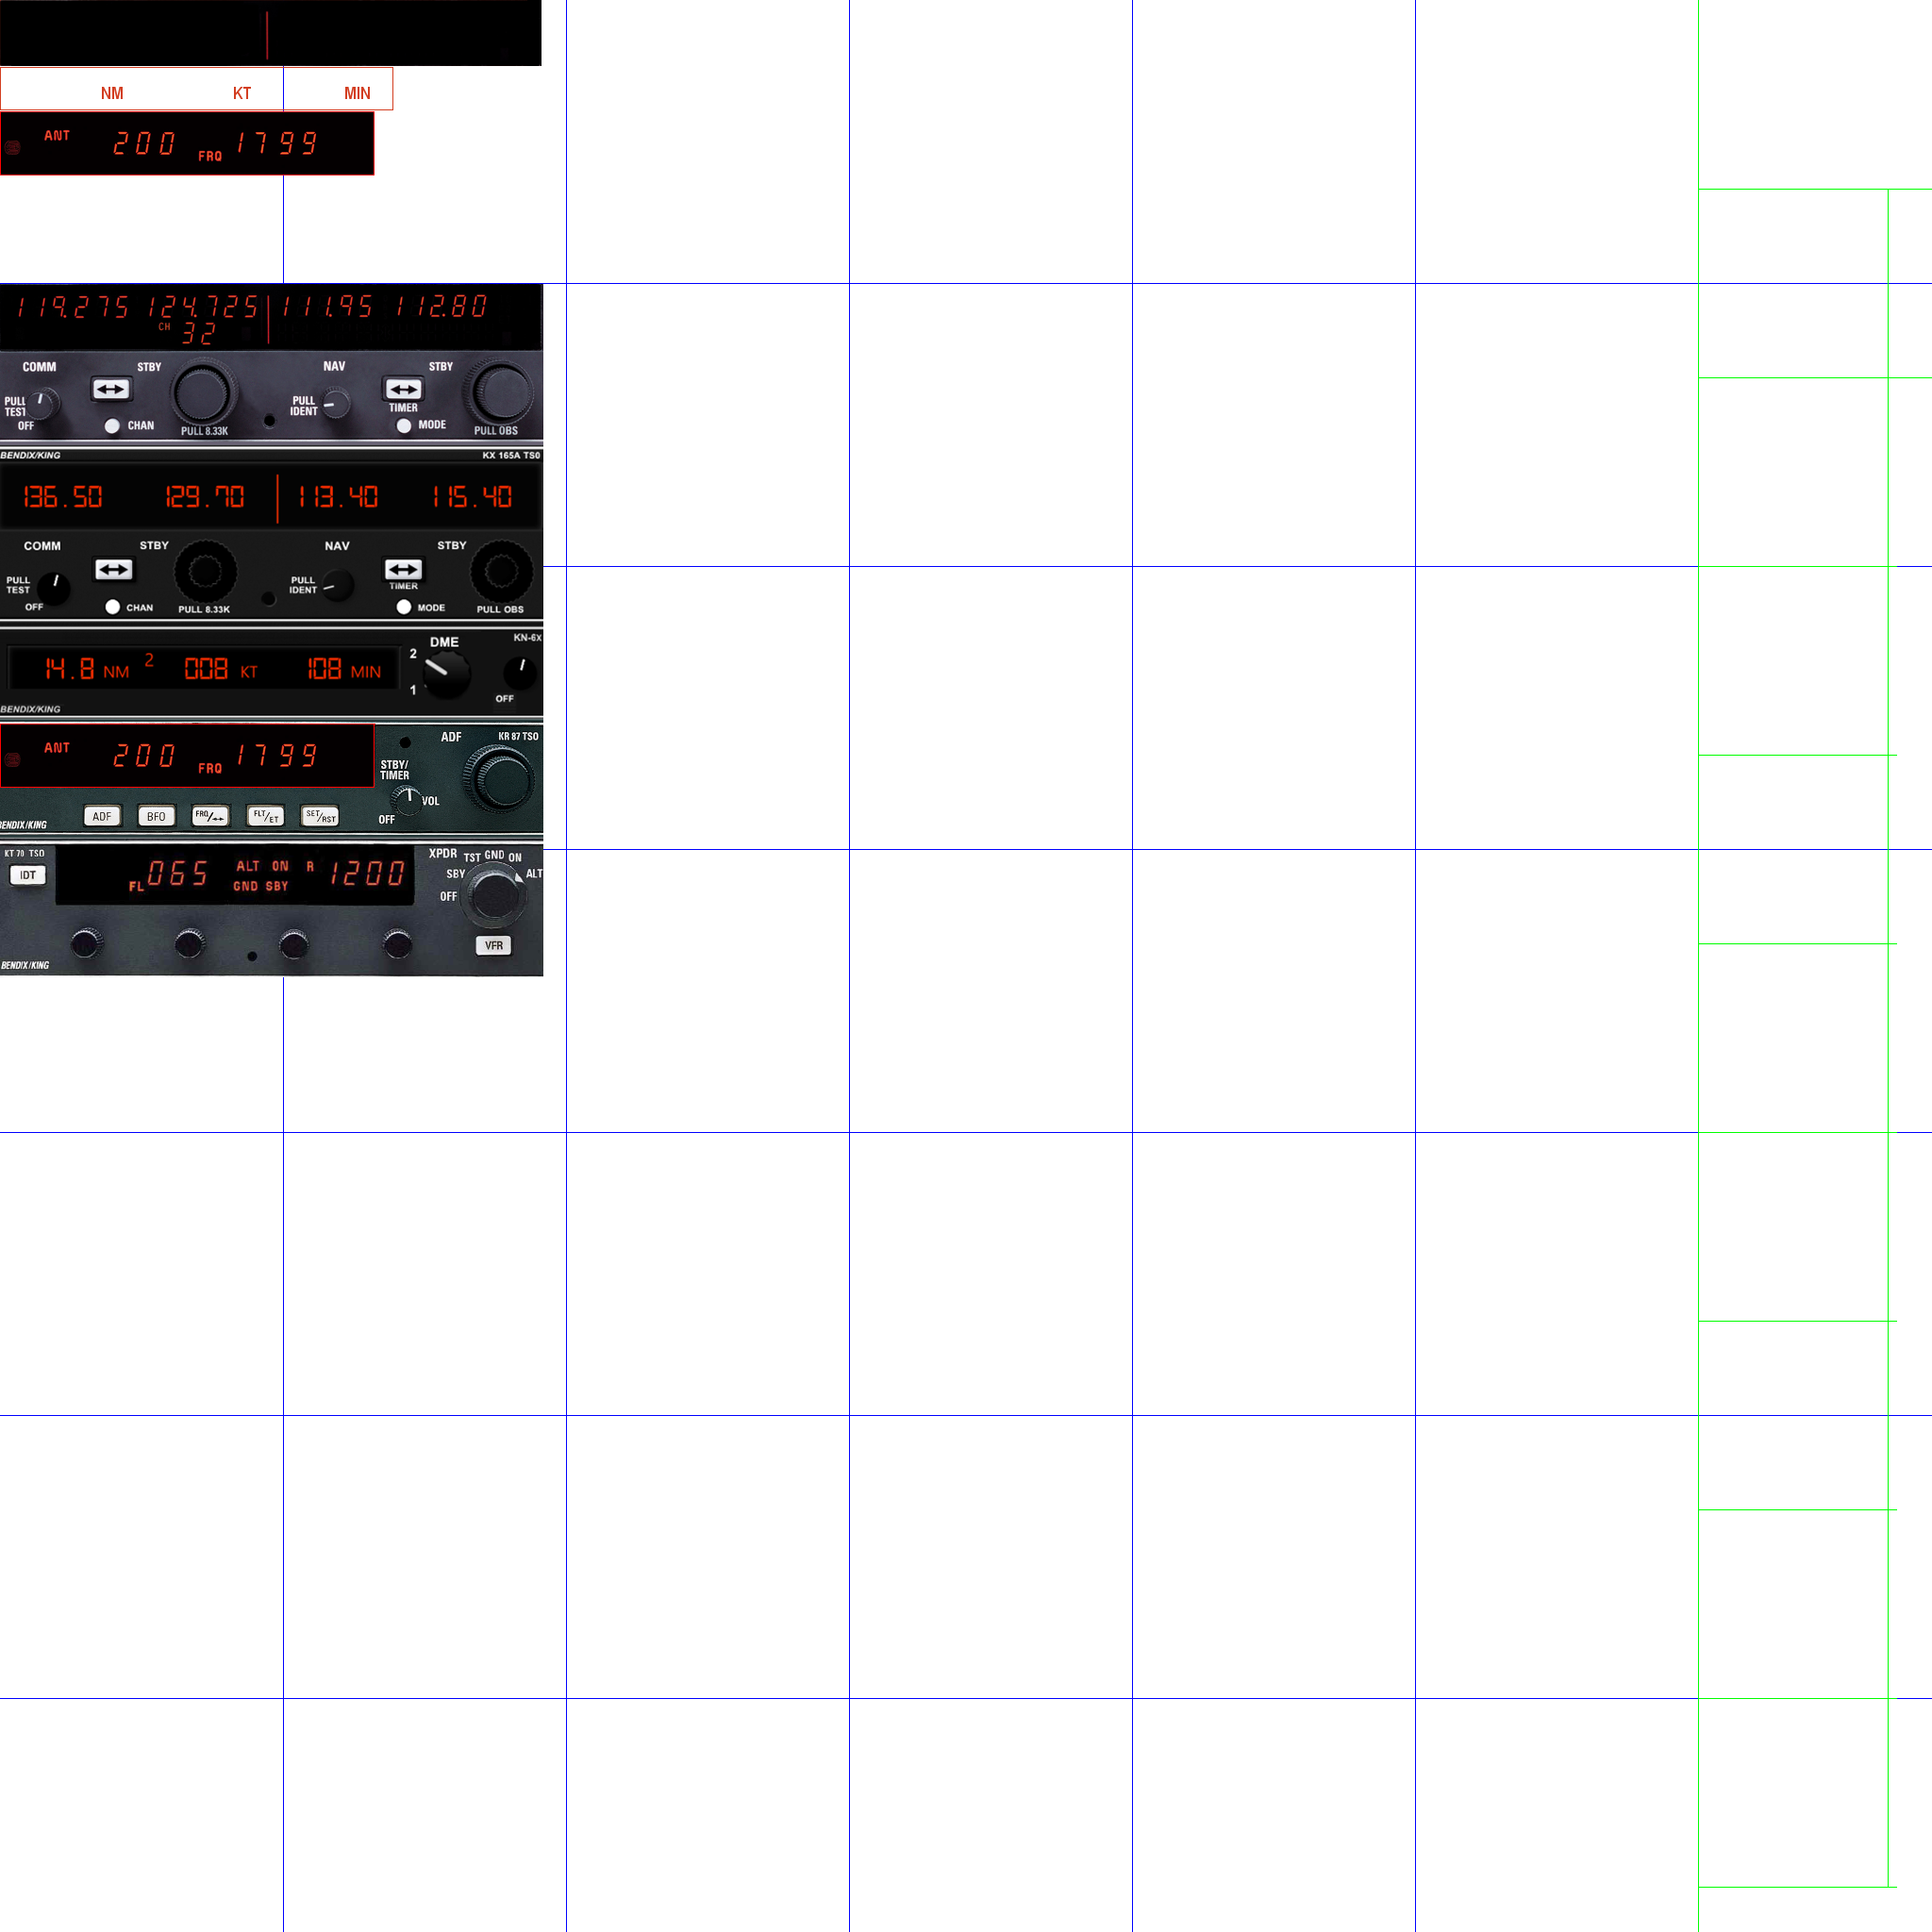 NM KT MIN
ANT 200 FRQ 1799
119.275 124.725 111.95 112.80
CH 32
COMM STBY NAV STBY
PULL TEST PULL IDENT TIMER
OFF CHAN PULL 8.33K MODE PULL OBS
BENDIX/KING KX 165A TS0
136.50 129.70 113.40 115.40
COMM STBY NAV STBY
PULL TEST PULL IDENT TIMER
OFF CHAN PULL 8.33K MODE PULL OBS
DME KN-6X
14.8 NM 2 008 KT 108 MIN 2
1 OFF
BENDIX/KING
ADF KR 87 TSO
ANT 200 FRQ 1799
STBY/ TIMER
VOL
ADF BFO FRQ/↔ FLT/ET SET/RST OFF
BENDIX/KING
KT 70 TSO XPDR TST GND ON
IDT FL 065 ALT ON R 1200 SBY ALT
GND SBY OFF
VFR
BENDIX/KING